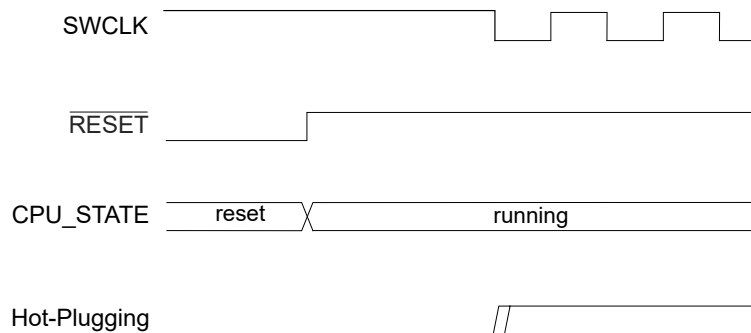 SWCLK
RESET
CPU_STATE reset running
Hot-Plugging